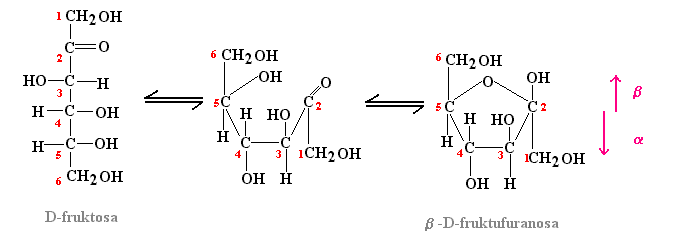 1 CH2OH
2 C=O
HO-C-H
3
H-C-OH
4
H-C-OH
5
6 CH2OH
D-fruktosa
6 CH2OH
OH
O
5 C
C 2
H
H
HO
C
4
C
3
1 CH2OH
OH
H
6 CH2OH
O
OH
5 C
C 2
H
H
HO
C
4
C
3
1 CH2OH
OH
H
β-D-fruktufuranosa
β
α